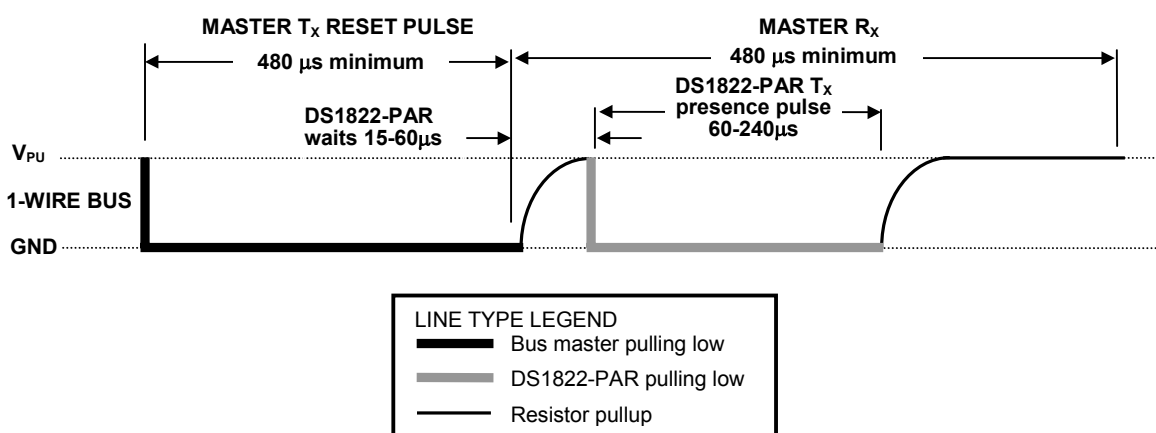 MASTER TX RESET PULSE
MASTER RX
480 μs minimum
480 μs minimum
DS1822-PAR TX
presence pulse
60-240μs
DS1822-PAR
waits 15-60μs
VPU
1-WIRE BUS
GND
LINE TYPE LEGEND
Bus master pulling low
DS1822-PAR pulling low
Resistor pullup